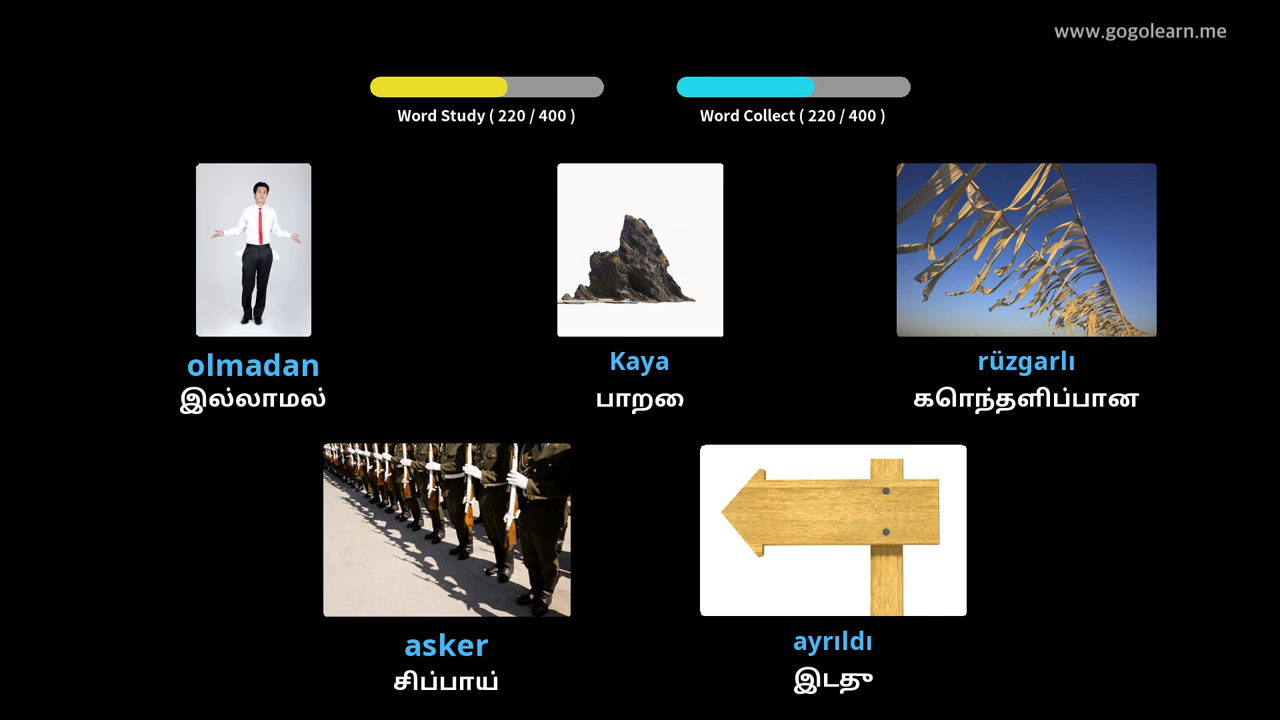 www.gogolearn.me
Word Study ( 220 / 400 )
Word Collect ( 220 / 400 )
olmadan
இல்லாமல்
Kaya
பாறை
rüzgarlı
கொந்தளிப்பான
asker
சிப்பாய்
ayrıldı
இடது